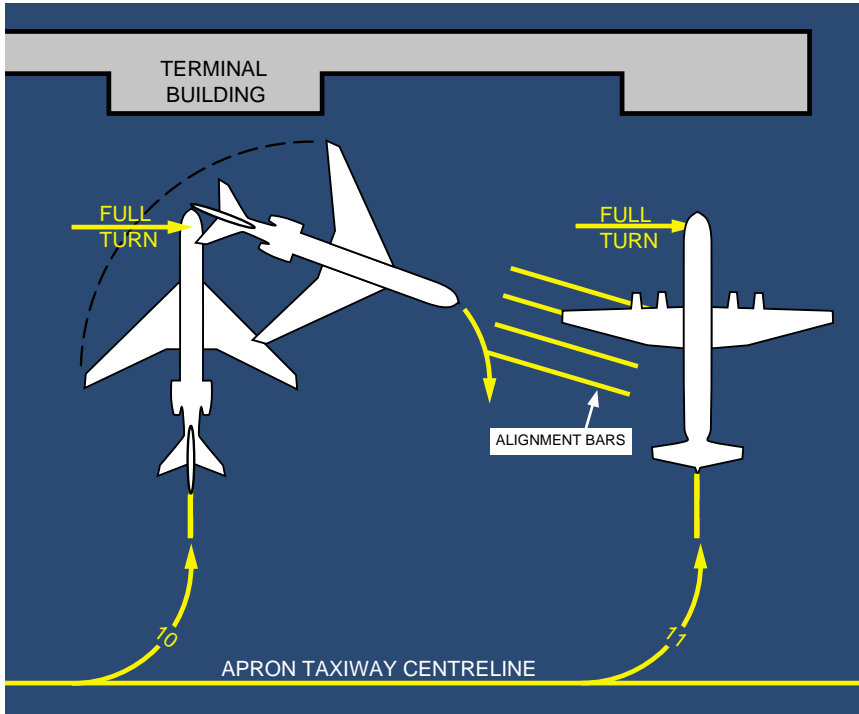 TERMINAL
BUILDING
FULL
TURN
FULL
TURN
ALIGNMENT BARS
10
11
APRON TAXIWAY CENTRELINE